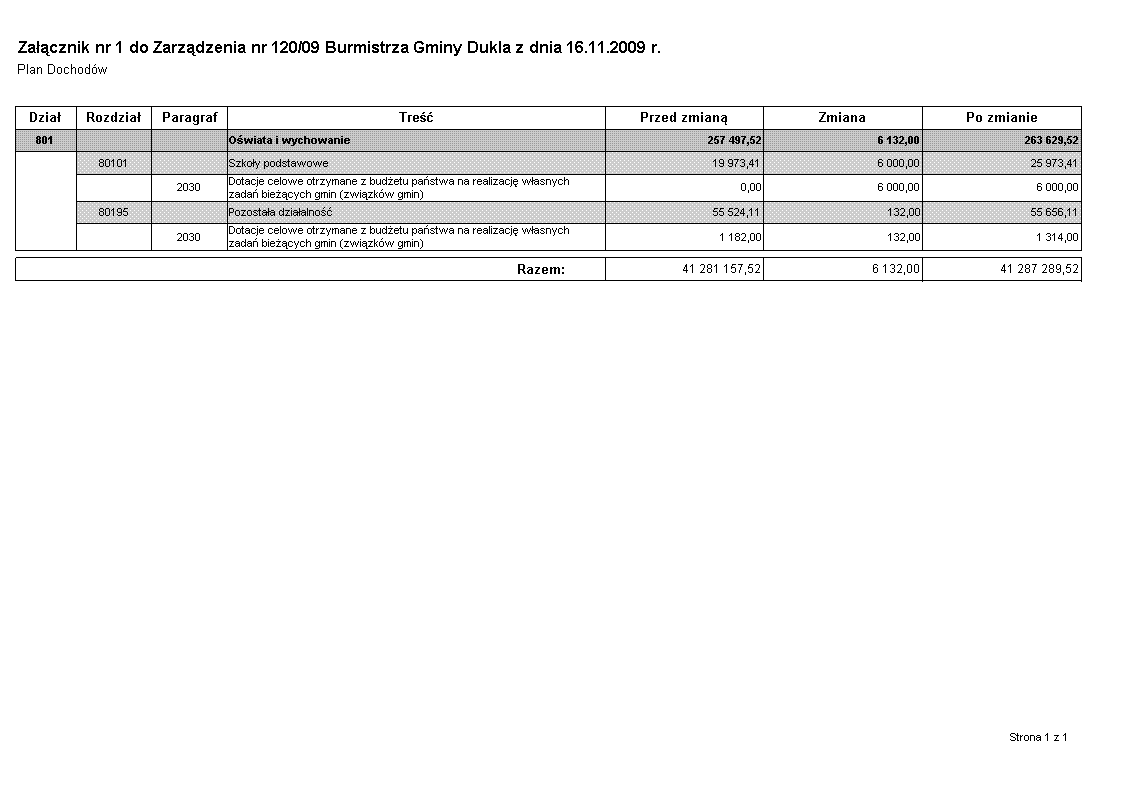 Załącznik nr 1 do Zarządzenia nr 120/09 Burmistrza Gminy Dukla z dnia 16.11.2009 r.
Plan Dochodów
Dział Rozdział Paragraf Treść Przed zmianą Zmiana Po zmianie
801 Oświata i wychowanie 257 497,52 6 132,00 263 629,52
80101 Szkoły podstawowe 19 973,41 6 000,00 25 973,41
2030 Dotacje celowe otrzymane z budżetu państwa na realizację własnych
zadań bieżących gmin (związków gmin) 0,00 6 000,00 6 000,00
80195 Pozostała działalność 55 524,11 132,00 55 656,11
2030 Dotacje celowe otrzymane z budżetu państwa na realizację własnych
zadań bieżących gmin (związków gmin) 1 182,00 132,00 1 314,00
Razem: 41 281 157,52 6 132,00 41 287 289,52
Strona 1 z 1